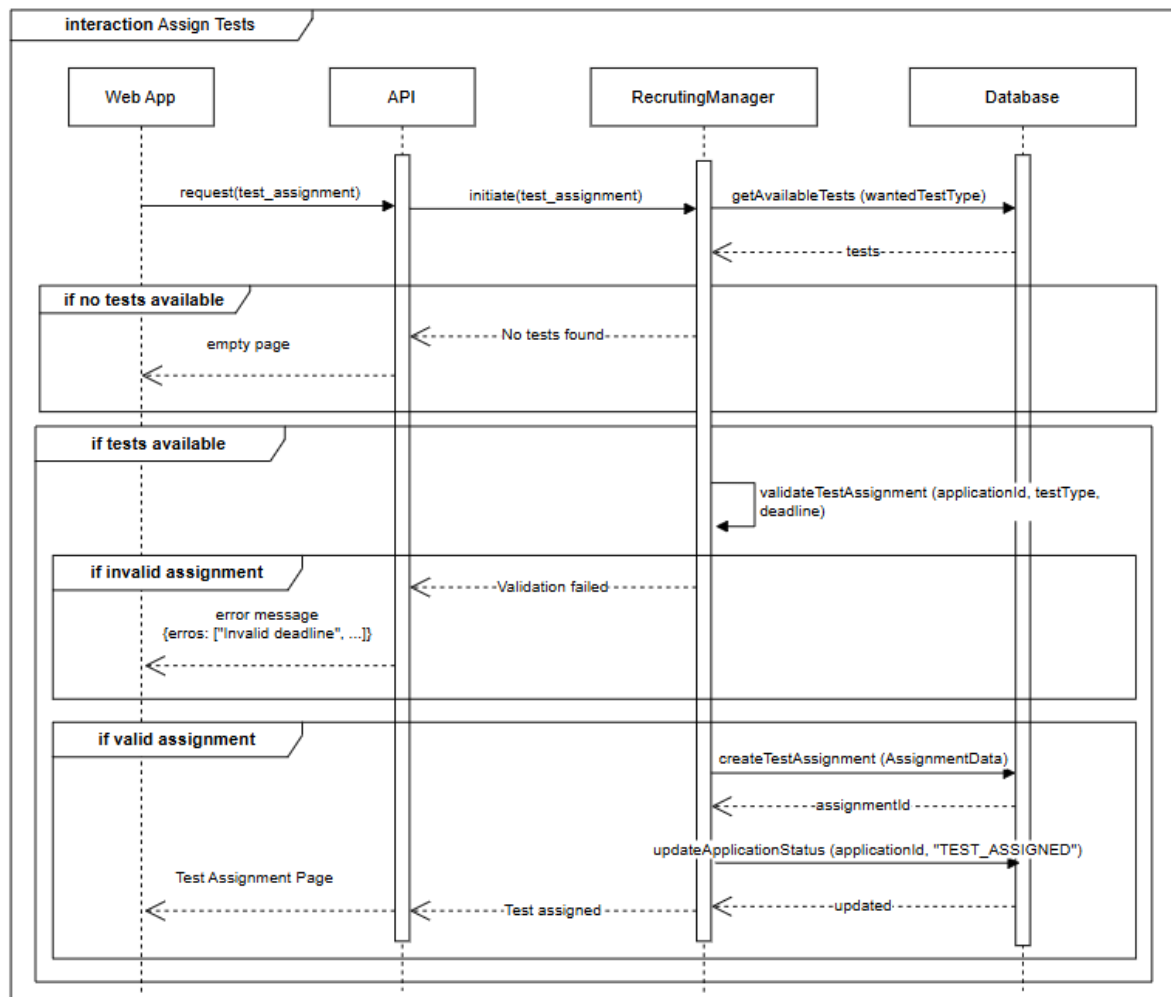 interaction Assign Tests
Web App
API
RecrutingManager
Database
request(test_assignment)
initiate(test_assignment)
getAvailableTests (wantedTestType)
tests
if no tests available
No tests found
empty page
if tests available
validateTestAssignment (applicationId, testType,
deadline)
if invalid assignment
Validation failed
error message
{erros: ["Invalid deadline", ...]}
if valid assignment
createTestAssignment (AssignmentData)
assignmentId
updateApplicationStatus (applicationId, "TEST_ASSIGNED")
Test Assignment Page
Test assigned
updated